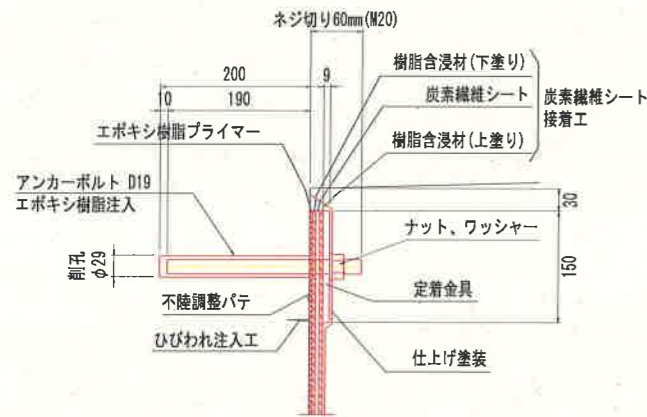 ネジ切り60mm(M20)
200
9
10
190
樹脂含浸材(下塗り)
炭素繊維シート
樹脂含浸材(上塗り)
炭素繊維シート
接着工
エポキシ樹脂プライマー
アンカーボルト D19
エポキシ樹脂注入
30
ナット、ワッシャー
削孔
φ29
150
不陸調整パテ
定着金具
ひびわれ注入工
仕上げ塗装